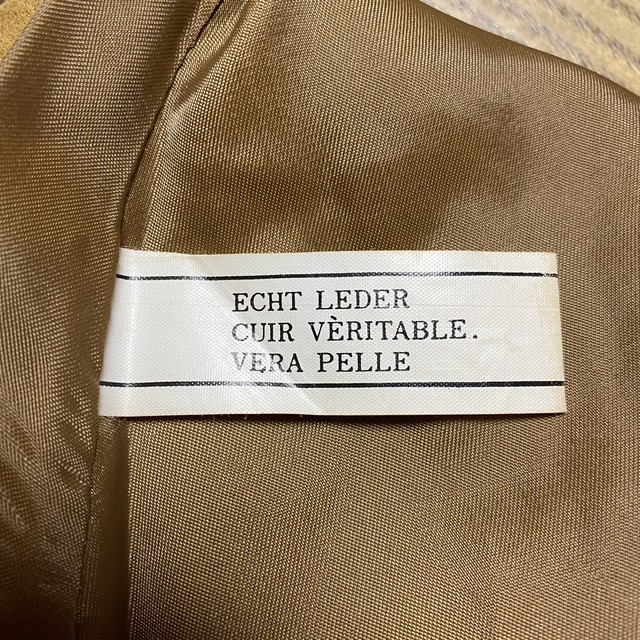 ECHT LEDER
CUIR VÈRITABLE.
VERA PELLE